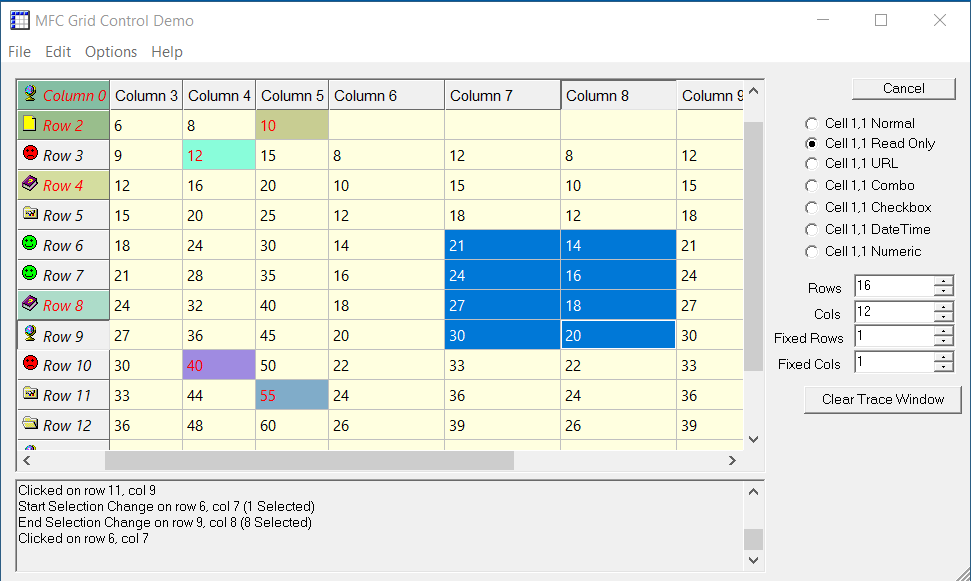 MFC Grid Control Demo
File Edit Options Help
Column 0 Column 3 Column 4 Column 5 Column 6 Column 7 Column 8 Column 9
Row 2 6 8 10
Row 3 9 12 15 8 12 8 12
Row 4 12 16 20 10 15 10 15
Row 5 15 20 25 12 18 12 18
Row 6 18 24 30 14 21 14 21
Row 7 21 28 35 16 24 16 24
Row 8 24 32 40 18 27 18 27
Row 9 27 36 45 20 30 20 30
Row 10 30 40 50 22 33 22 33
Row 11 33 44 55 24 36 24 36
Row 12 36 48 60 26 39 26 39
Cancel
Cell 1,1 Normal
Cell 1,1 Read Only
Cell 1,1 URL
Cell 1,1 Combo
Cell 1,1 Checkbox
Cell 1,1 DateTime
Cell 1,1 Numeric
Rows 16
Cols 12
Fixed Rows 1
Fixed Cols 1
Clear Trace Window
Clicked on row 11, col 9
Start Selection Change on row 6, col 7 (1 Selected)
End Selection Change on row 9, col 8 (8 Selected)
Clicked on row 6, col 7